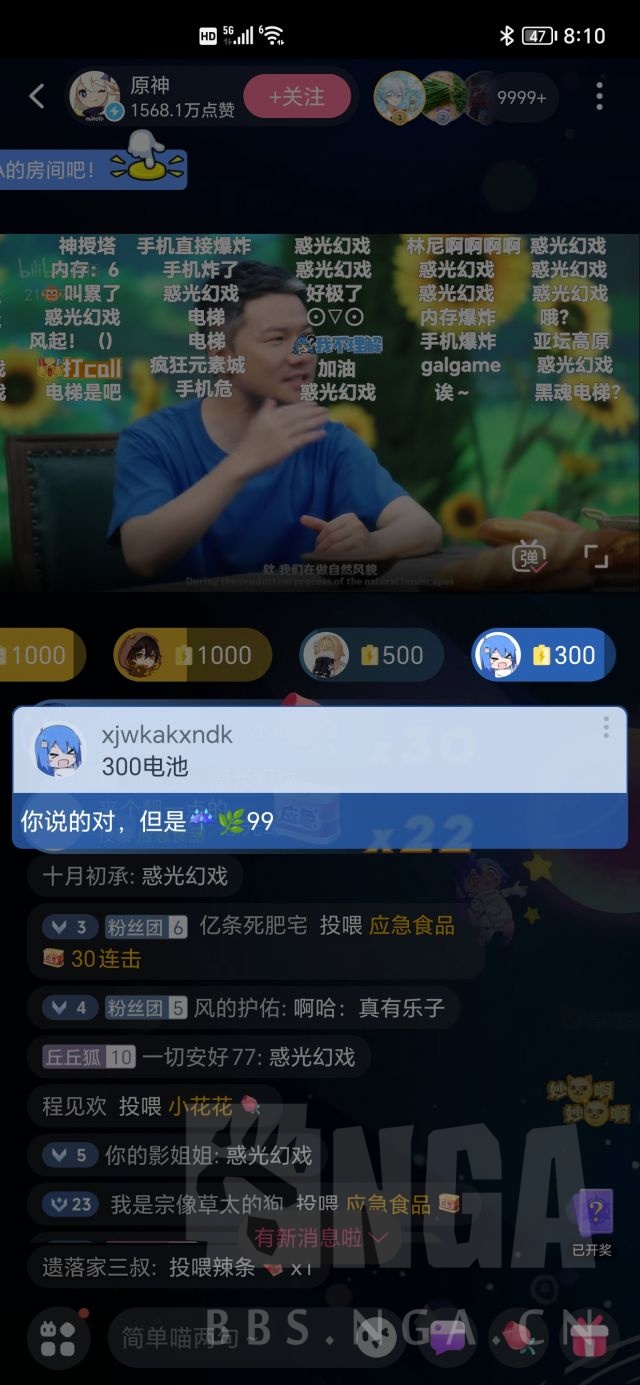 HD 5G 6 47 8:10
原神
1568.1万点赞
+关注
9999+
A的房间吧!
神授塔 手机直接爆炸 惑光幻戏 林尼啊啊啊啊 惑光幻戏
内存:6 手机炸了 惑光幻戏 惑光幻戏 惑光幻戏
叫累了 惑光幻戏 好极了 惑光幻戏 惑光幻戏
惑光幻戏 电梯 ⊙▽⊙ 内存爆炸 哦?
风起!() 电梯 我不理解 手机爆炸 亚坛高原
打call 疯狂元素城 加油 galgame 惑光幻戏
电梯是吧 手机危 惑光幻戏 诶~ 黑魂电梯?
弹
欸 我们在做自然风貌
During the production process of the natural landscapes
1000 1000 500 300
xjwkakxndk
300电池
x30
你说的对,但是☔🌿99
x22
十月初承: 惑光幻戏
3 粉丝团 6 亿条死肥宅 投喂 应急食品
30连击
4 粉丝团 5 风的护佑: 啊哈:真有乐子
丘丘狐 10 一切安好77: 惑光幻戏
程见欢 投喂 小花花
妙啊
妙啊
5 你的影姐姐: 惑光幻戏
23 我是宗像草太的狗 投喂 应急食品
有新消息啦
已开奖
遗落家三叔: 投喂辣条 x1
简单喵两句
NGA
BBS.NGA.CN